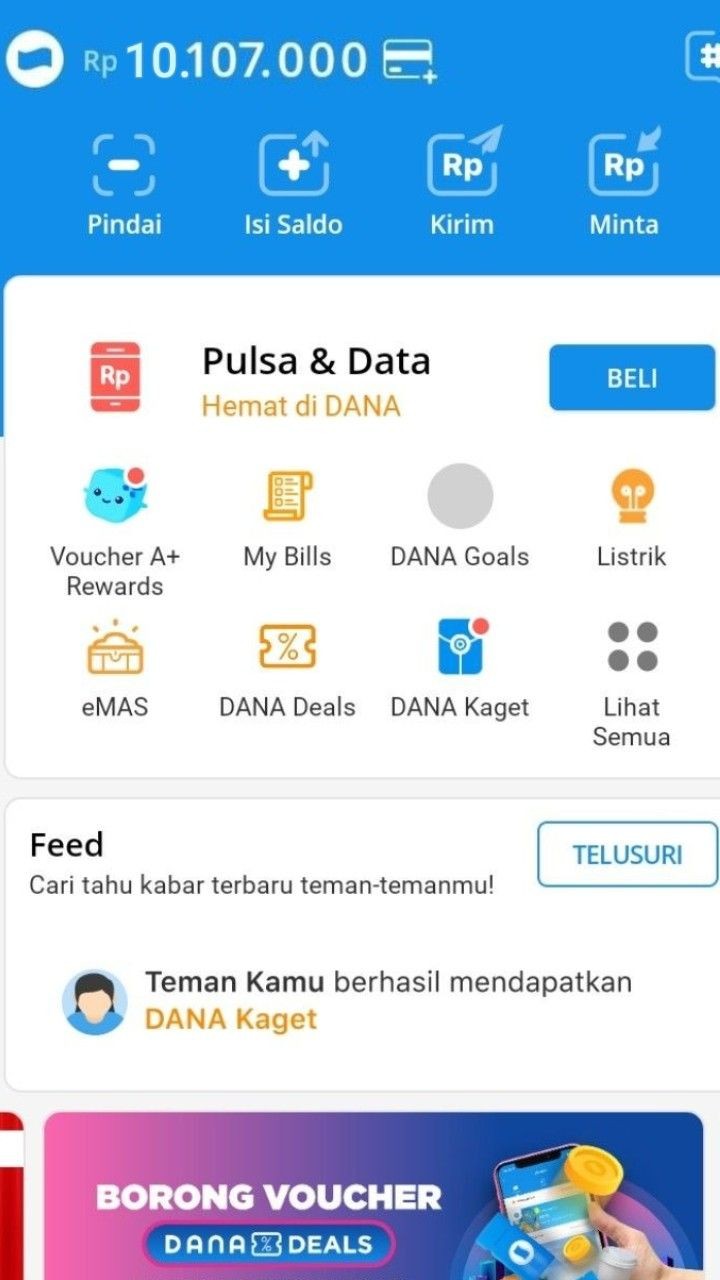 Rp 10.107.000
Pindai
Isi Saldo
Rp
Kirim
Rp
Minta
Rp
Pulsa & Data
Hemat di DANA
BELI
Voucher A+
Rewards
My Bills
DANA Goals
Listrik
eMAS
%
DANA Deals
DANA Kaget
Lihat
Semua
Feed
Cari tahu kabar terbaru teman-temanmu!
TELUSURI
Teman Kamu berhasil mendapatkan
DANA Kaget
BORONG VOUCHER
DANA % DEALS